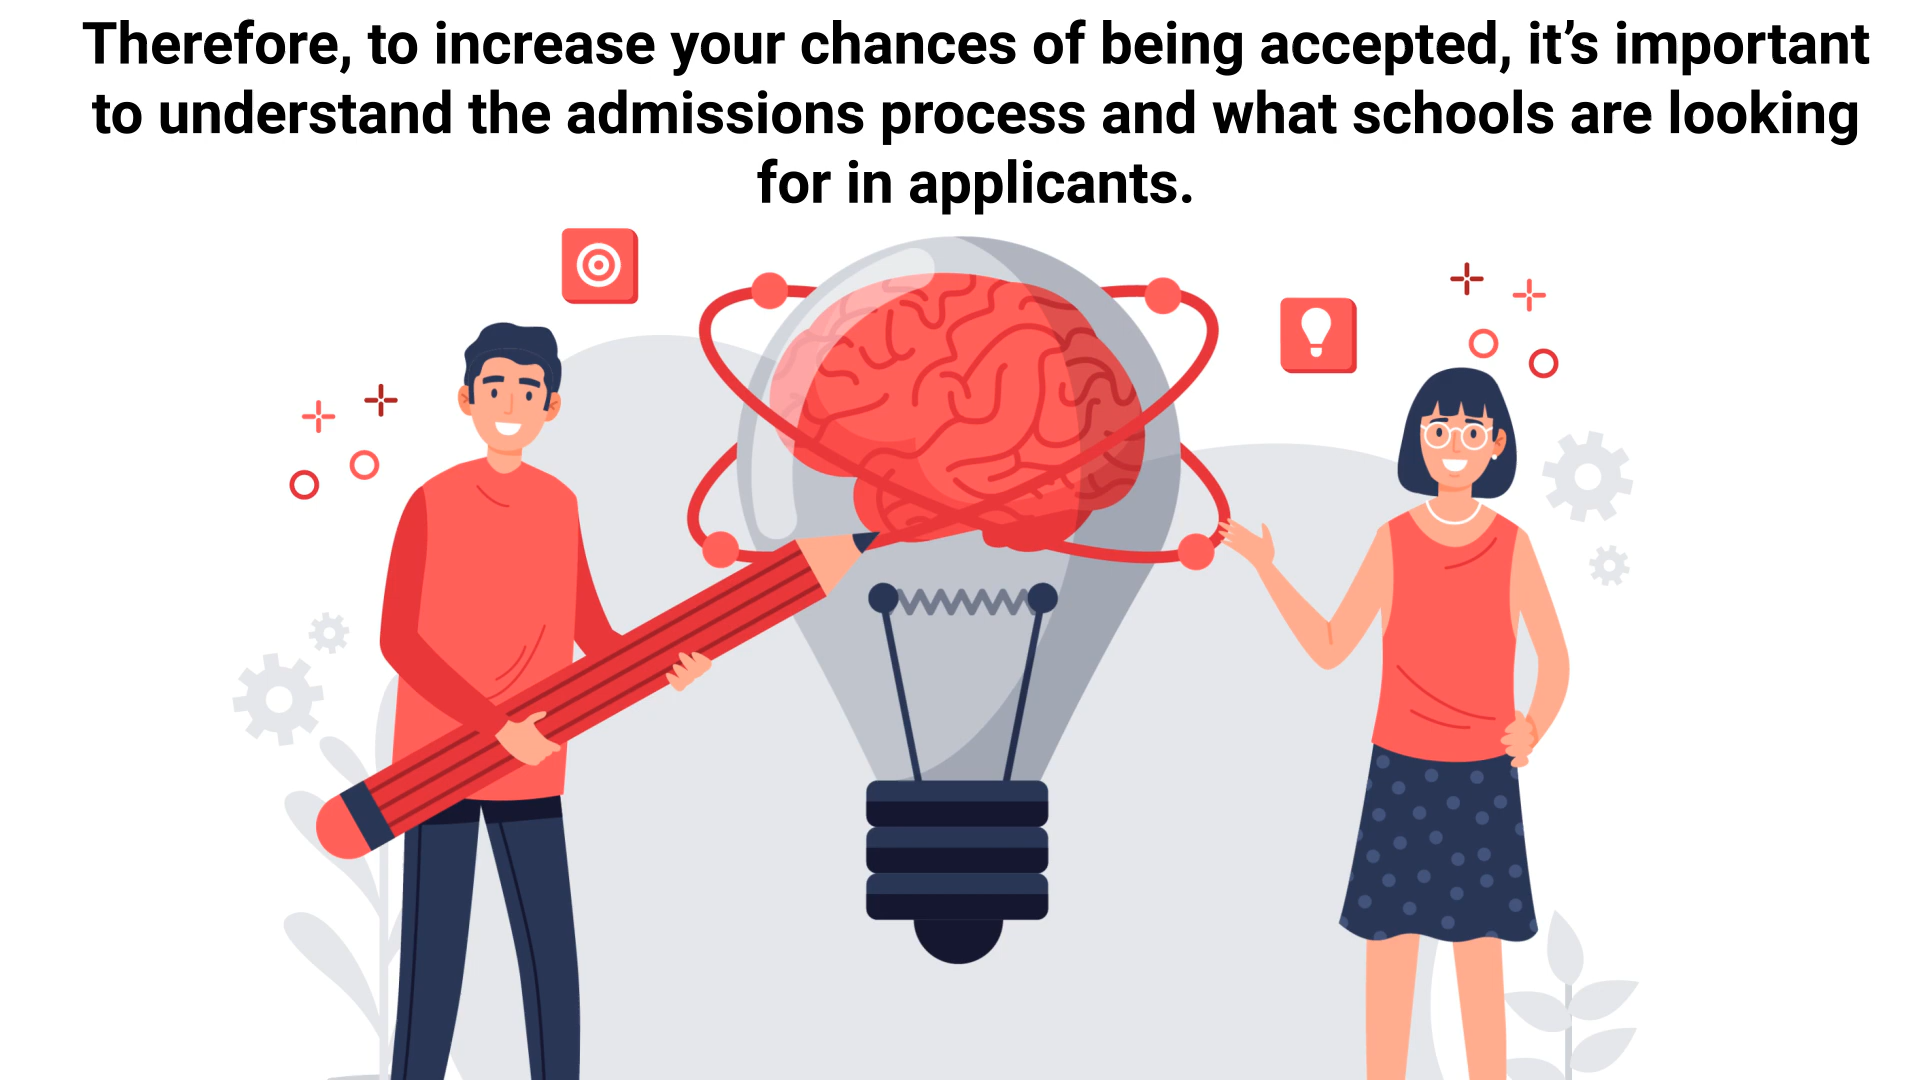 Therefore, to increase your chances of being accepted, it’s important
to understand the admissions process and what schools are looking
for in applicants.